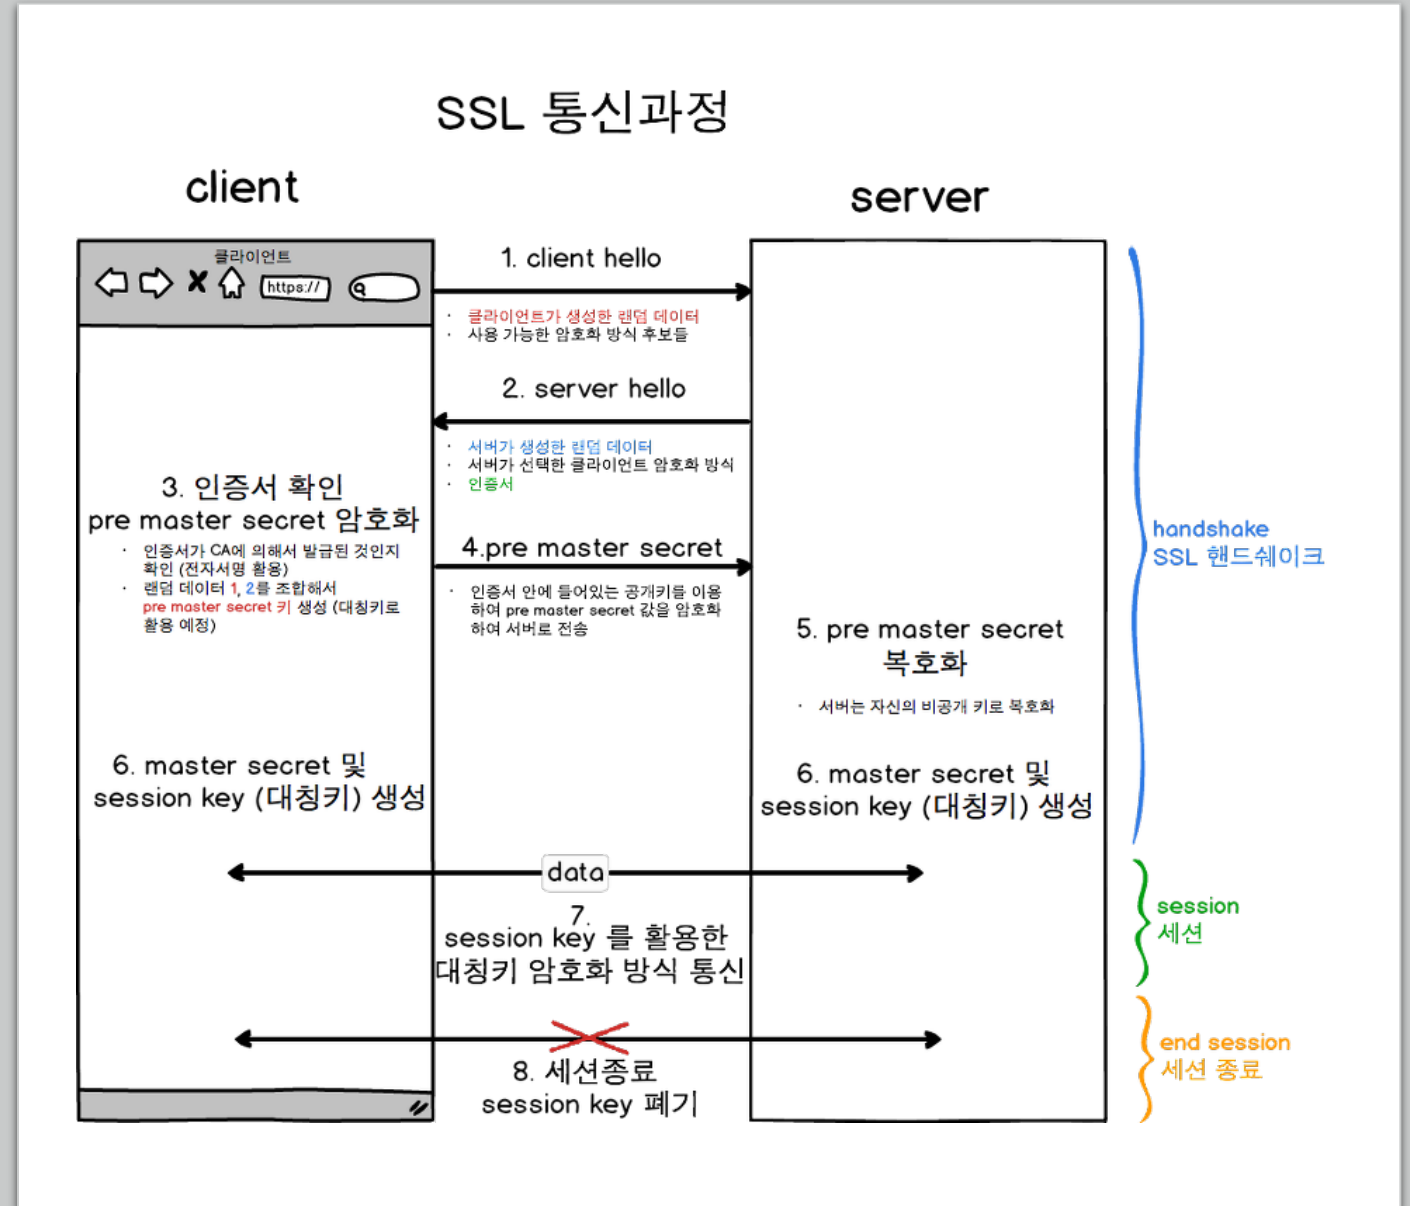 SSL 통신과정
client
server
클라이언트
https://
1. client hello
· 클라이언트가 생성한 랜덤 데이터
· 사용 가능한 암호화 방식 후보들
2. server hello
· 서버가 생성한 랜덤 데이터
· 서버가 선택한 클라이언트 암호화 방식
· 인증서
3. 인증서 확인
pre master secret 암호화
· 인증서가 CA에 의해서 발급된 것인지
확인 (전자서명 활용)
· 랜덤 데이터 1, 2를 조합해서
pre master secret 키 생성 (대칭키로
활용 예정)
4.pre master secret
· 인증서 안에 들어있는 공개키를 이용
하여 pre master secret 값을 암호화
하여 서버로 전송
handshake
SSL 핸드쉐이크
5. pre master secret
복호화
· 서버는 자신의 비공개 키로 복호화
6. master secret 및
session key (대칭키) 생성
6. master secret 및
session key (대칭키) 생성
data
7.
session key 를 활용한
대칭키 암호화 방식 통신
session
세션
8. 세션종료
session key 폐기
end session
세션 종료